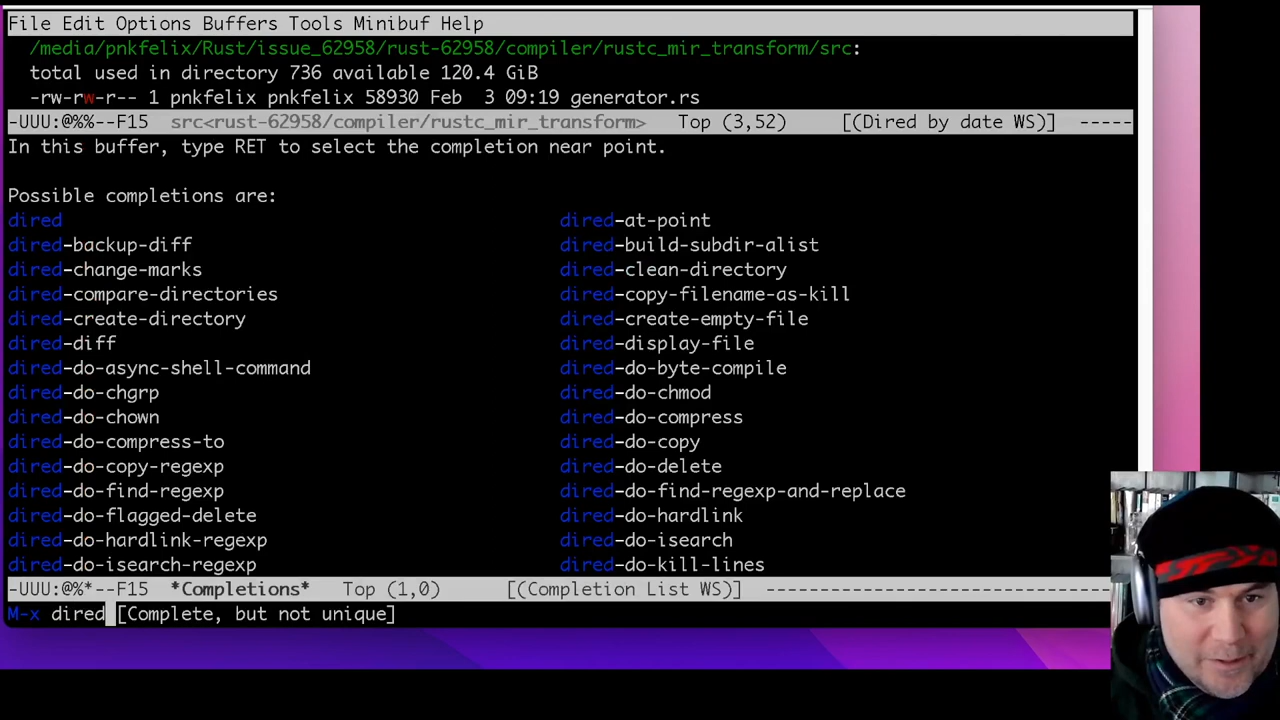 File Edit Options Buffers Tools Minibuf Help
/media/pnkfelix/Rust/issue_62958/rust-62958/compiler/rustc_mir_transform/src:
total used in directory 736 available 120.4 GiB
-rw-rw-r-- 1 pnkfelix pnkfelix 58930 Feb  3 09:19 generator.rs
-UUU:@%%--F15  src<rust-62958/compiler/rustc_mir_transform>   Top (3,52)     [(Dired by date WS)]  -----
In this buffer, type RET to select the completion near point.
Possible completions are:
dired dired-at-point
dired-backup-diff dired-build-subdir-alist
dired-change-marks dired-clean-directory
dired-compare-directories dired-copy-filename-as-kill
dired-create-directory dired-create-empty-file
dired-diff dired-display-file
dired-do-async-shell-command dired-do-byte-compile
dired-do-chgrp dired-do-chmod
dired-do-chown dired-do-compress
dired-do-compress-to dired-do-copy
dired-do-copy-regexp dired-do-delete
dired-do-find-regexp dired-do-find-regexp-and-replace
dired-do-flagged-delete dired-do-hardlink
dired-do-hardlink-regexp dired-do-isearch
dired-do-isearch-regexp dired-do-kill-lines
-UUU:@%*--F15  *Completions*   Top (1,0)      [(Completion List WS)] --------------------------------
M-x dired [Complete, but not unique]